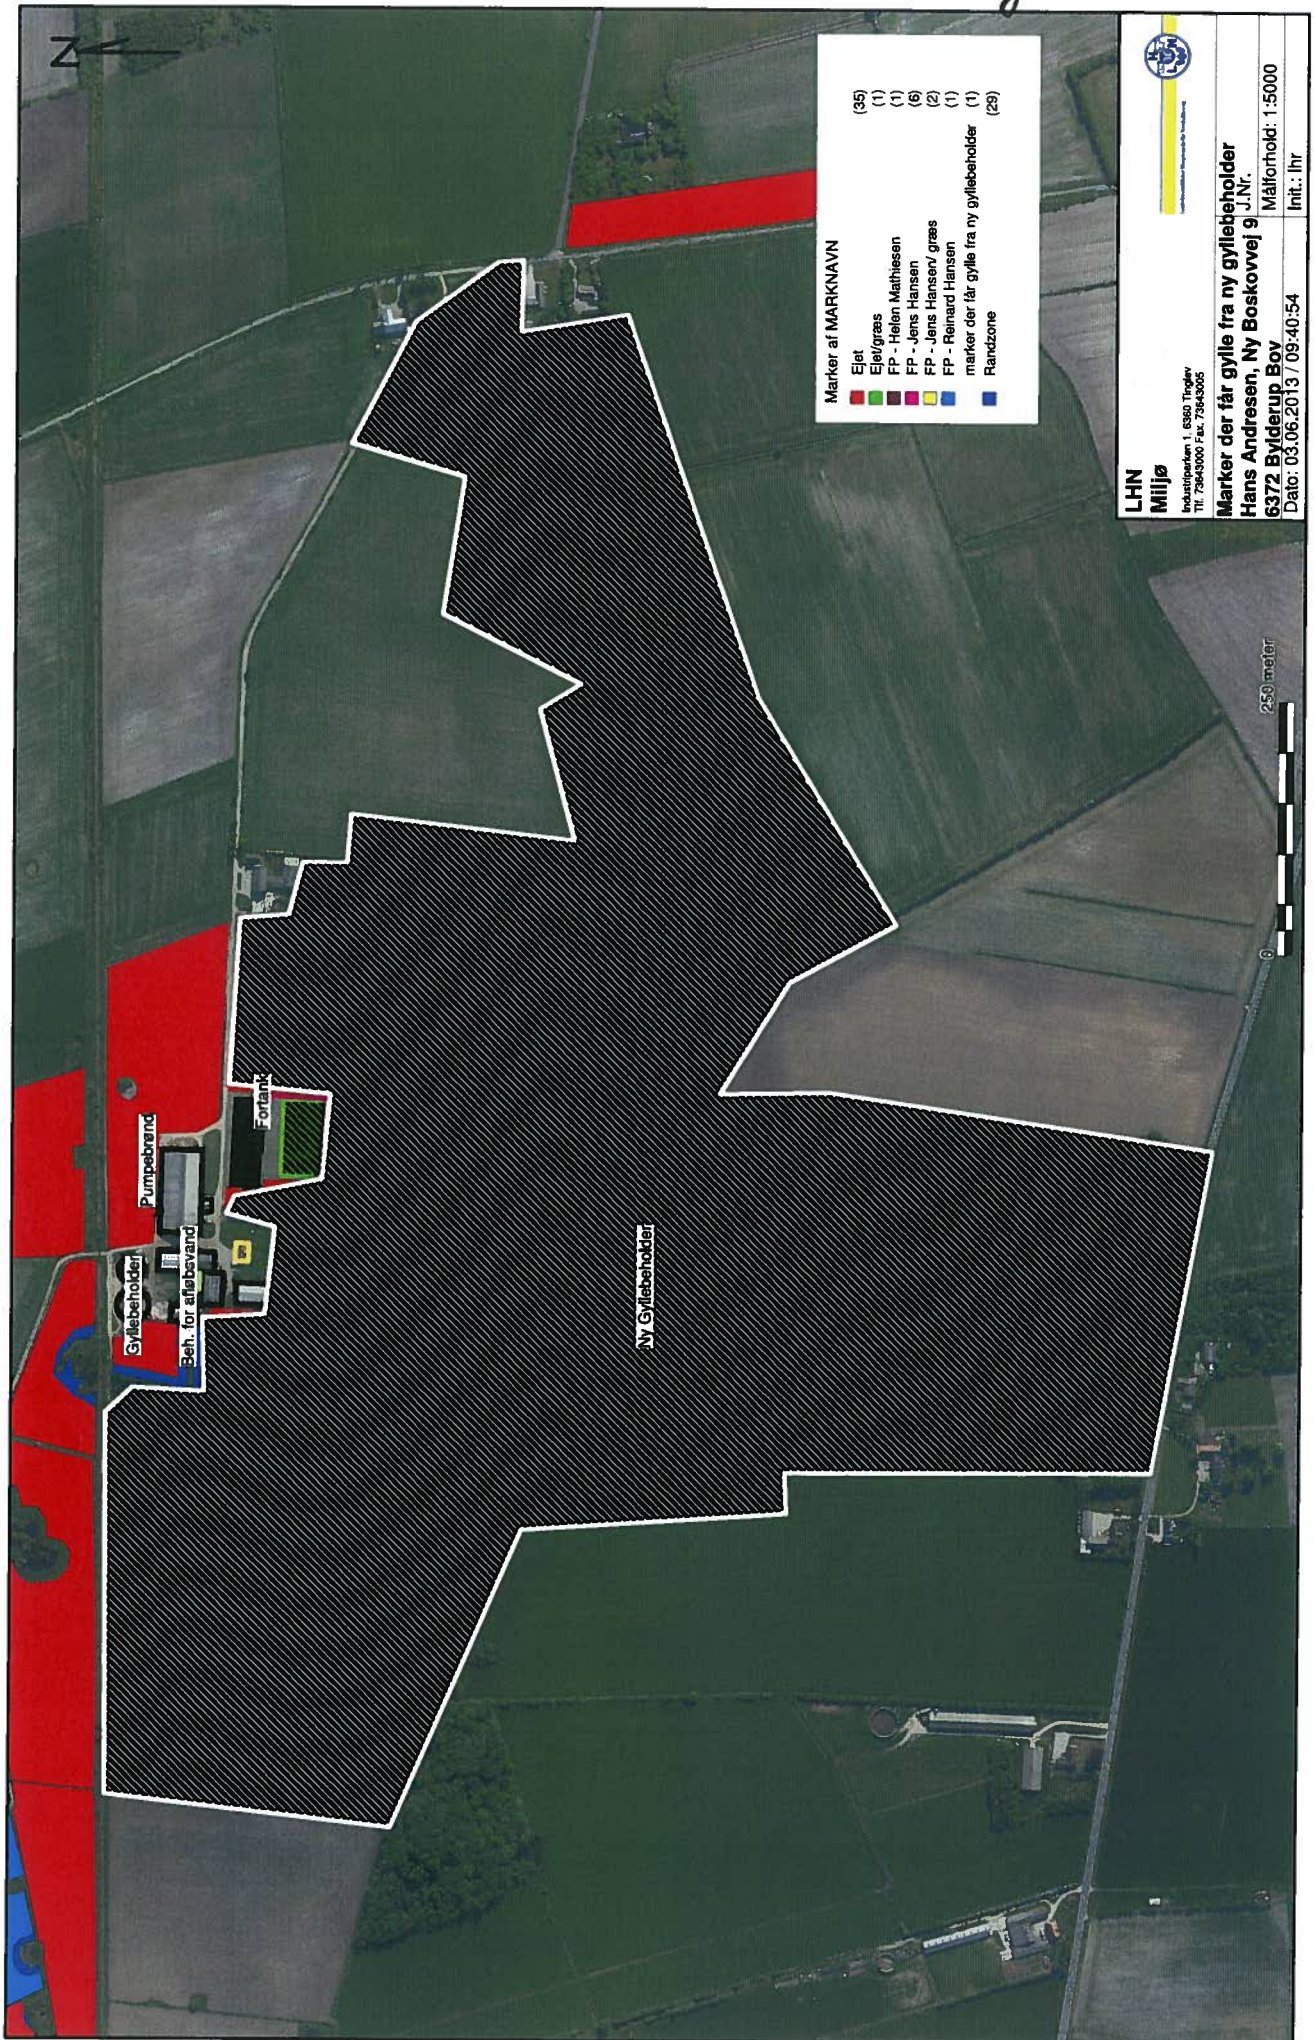 N
Gyllebeholder
Pumpebrønd
Beh. for afløbsvand
Fortank
Ny Gyllebeholder
Marker af MARKNAVN
Ejet (35)
Ejet/græs (1)
FP - Helen Mathiesen (1)
FP - Jens Hansen (6)
FP - Jens Hansen/ græs (2)
FP - Reinard Hansen (1)
marker der får gylle fra ny gyllebeholder (1)
Randzone (29)
0 250 meter
LHN
Miljø
Industriparken 1, 6360 Tinglev
Tlf. 73643000 Fax. 73643005
LHN
Marker der får gylle fra ny gyllebeholder
Hans Andresen, Ny Boskovvej 9 J.Nr.
6372 Bylderup Bov Målforhold: 1:5000
Dato: 03.06.2013 / 09:40:54 Init.: lhr